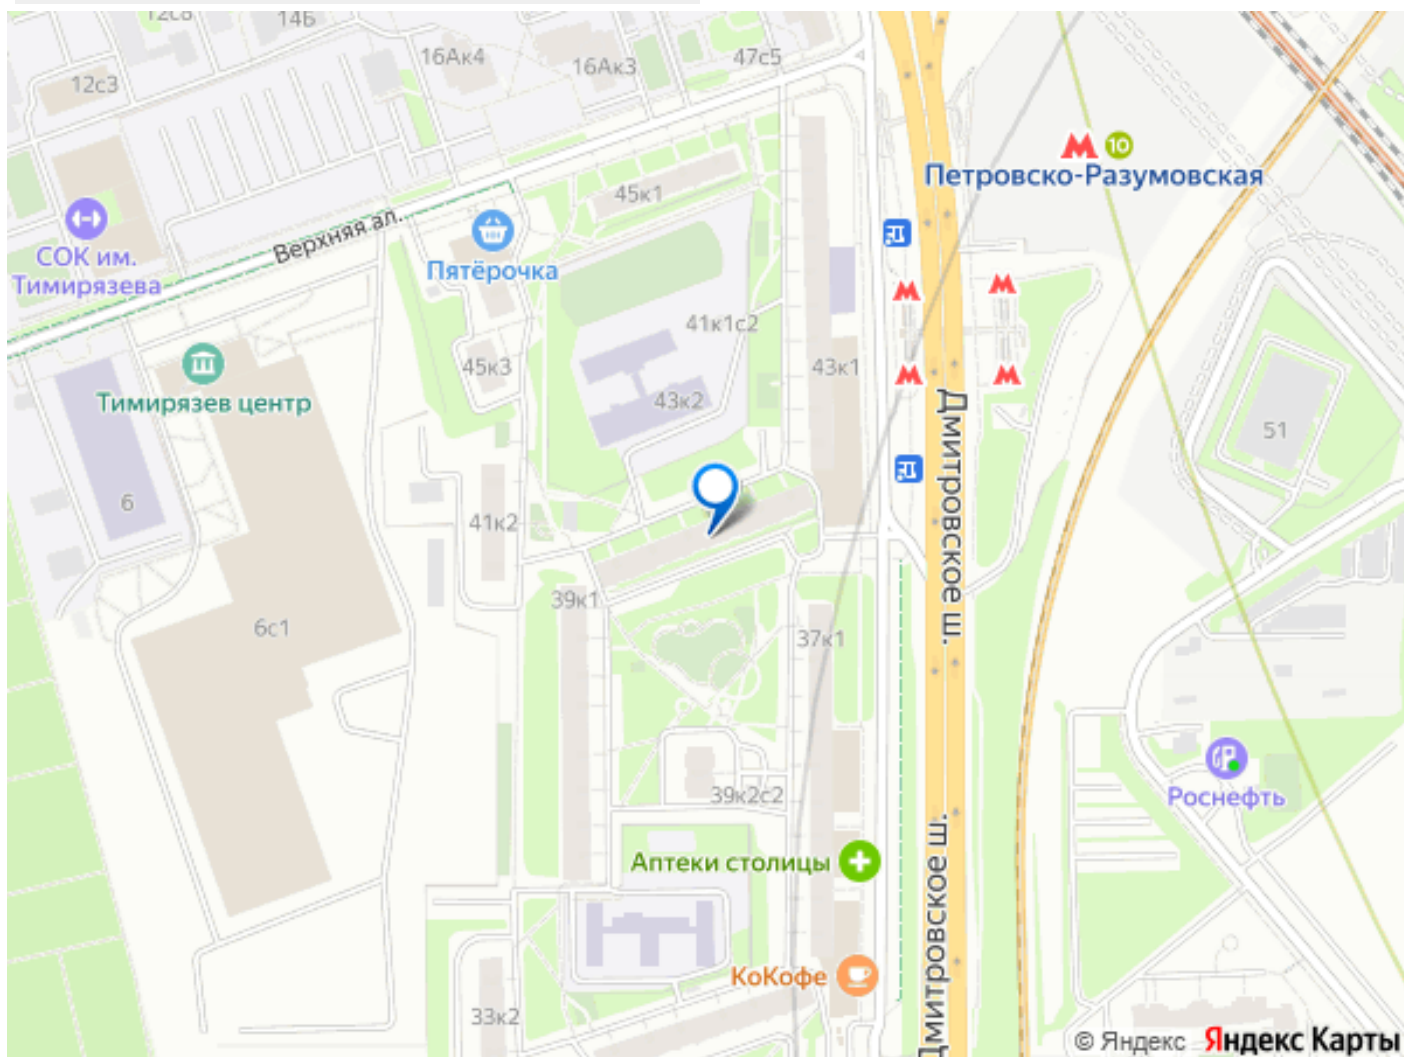 12с8
14Б
16Ак4
16Ак3
47с5
12с3
10
Петровско-Разумовская
45к1
Верхняя ал.
СОК им.
Тимирязева
Пятёрочка
41к1с2
45к3
43к1
Тимирязев центр
43к2
Дмитровское ш.
51
6
41к2
39к1
6с1
37к1
39к2с2
Роснефть
Аптеки столицы
Дмитровское ш.
КоКофе
33к2
© Яндекс Яндекс Карты